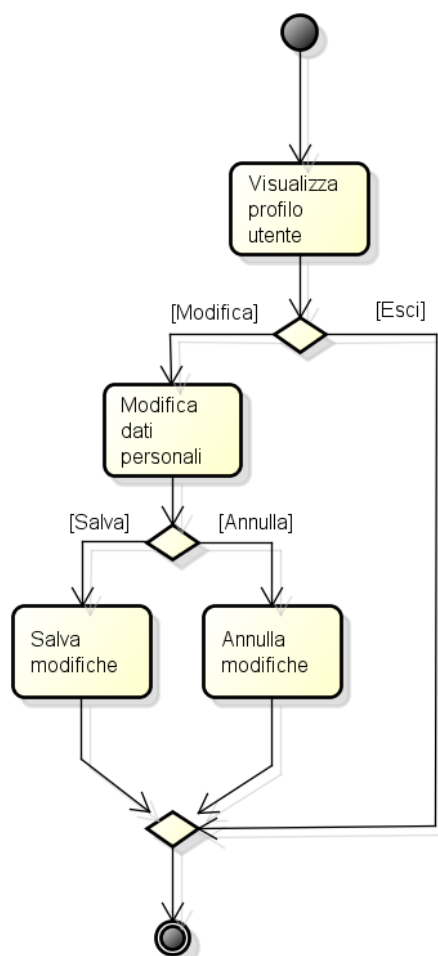 Visualizza
profilo
utente
[Modifica]
[Esci]
Modifica
dati
personali
[Salva]
[Annulla]
Salva
modifiche
Annulla
modifiche